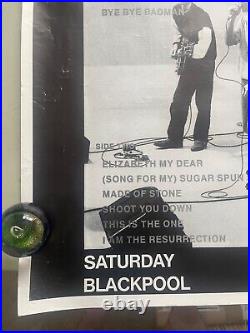 BYE BYE BADMAN
SIDE TWO
ELIZABETH MY DEAR
(SONG FOR MY) SUGAR SPUN
MADE OF STONE
SHOOT YOU DOWN
THIS IS THE ONE
I AM THE RESURRECTION
SATURDAY
BLACKPOOL